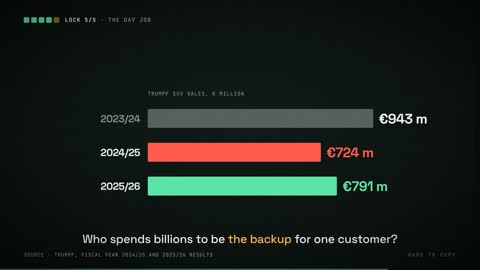 LOCK 5/5 · THE DAY JOB
TRUMPF EUV SALES, € MILLION
2023/24 €943 m
2024/25 €724 m
2025/26 €791 m
Who spends billions to be the backup for one customer?
SOURCE · TRUMPF, FISCAL YEAR 2024/25 AND 2025/26 RESULTS
HARD TO COPY